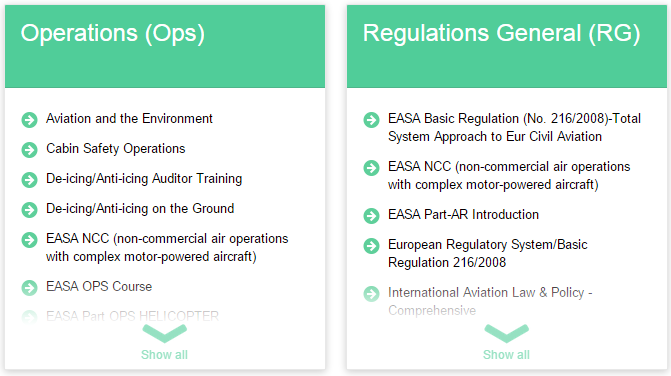 Operations (Ops)
Aviation and the Environment
Cabin Safety Operations
De-icing/Anti-icing Auditor Training
De-icing/Anti-icing on the Ground
EASA NCC (non-commercial air operations
with complex motor-powered aircraft)
EASA OPS Course
EASA Part OPS HELICOPTER
Show all
Regulations General (RG)
EASA Basic Regulation (No. 216/2008)-Total
System Approach to Eur Civil Aviation
EASA NCC (non-commercial air operations
with complex motor-powered aircraft)
EASA Part-AR Introduction
European Regulatory System/Basic
Regulation 216/2008
International Aviation Law & Policy -
Comprehensive
Show all